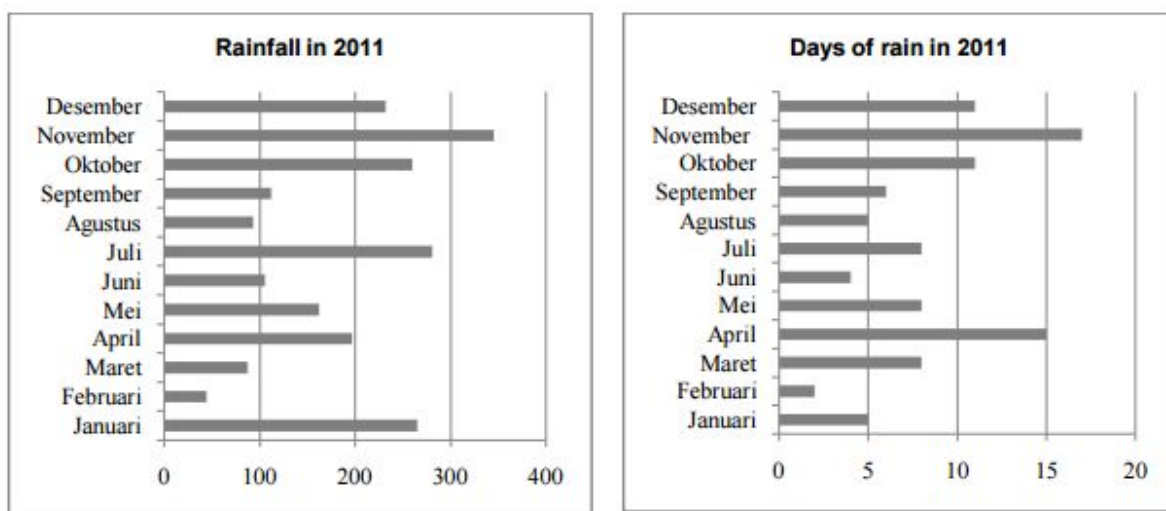 Rainfall in 2011
Desember
November
Oktober
September
Agustus
Juli
Juni
Mei
April
Maret
Februari
Januari
0 100 200 300 400
Days of rain in 2011
Desember
November
Oktober
September
Agustus
Juli
Juni
Mei
April
Maret
Februari
Januari
0 5 10 15 20